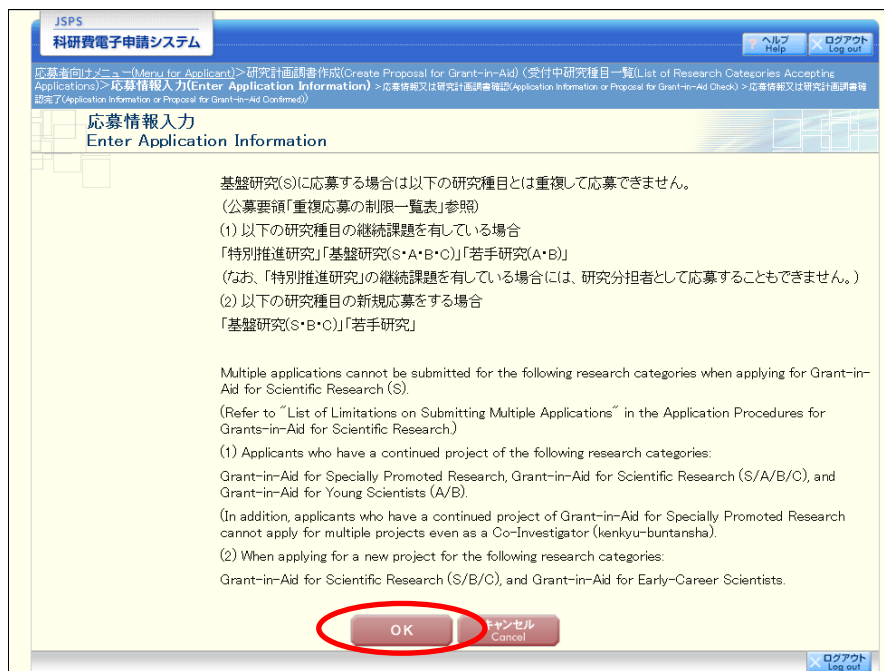 JSPS
科研費電子申請システム
? ヘルプ
Help
ログアウト
Log out
応募者向けメニュー(Menu for Applicant)>研究計画調書作成(Create Proposal for Grant-in-Aid) (受付中研究種目一覧(List of Research Categories Accepting
Applications)>応募情報入力(Enter Application Information) >応募情報又は研究計画調書確認(Application Information or Proposal for Grant-in-Aid Check) >応募情報又は研究計画調書確
認完了(Application Information or Proposal for Grant-in-Aid Confirmed))
応募情報入力
Enter Application Information
基盤研究(S)に応募する場合は以下の研究種目とは重複して応募できません。
(公募要領「重複応募の制限一覧表」参照)
(1) 以下の研究種目の継続課題を有している場合
「特別推進研究」「基盤研究(S・A・B・C)」「若手研究(A・B)」
(なお、「特別推進研究」の継続課題を有している場合には、研究分担者として応募することもできません。)
(2) 以下の研究種目の新規応募をする場合
「基盤研究(S・B・C)」「若手研究」
Multiple applications cannot be submitted for the following research categories when applying for Grant-in-
Aid for Scientific Research (S).
(Refer to "List of Limitations on Submitting Multiple Applications" in the Application Procedures for
Grants-in-Aid for Scientific Research.)
(1) Applicants who have a continued project of the following research categories:
Grant-in-Aid for Specially Promoted Research, Grant-in-Aid for Scientific Research (S/A/B/C), and
Grant-in-Aid for Young Scientists (A/B).
(In addition, applicants who have a continued project of Grant-in-Aid for Specially Promoted Research
cannot apply for multiple projects even as a Co-Investigator (kenkyu-buntansha).
(2) When applying for a new project for the following research categories:
Grant-in-Aid for Scientific Research (S/B/C), and Grant-in-Aid for Early-Career Scientists.
OK
キャンセル
Cancel
ログアウト
Log out